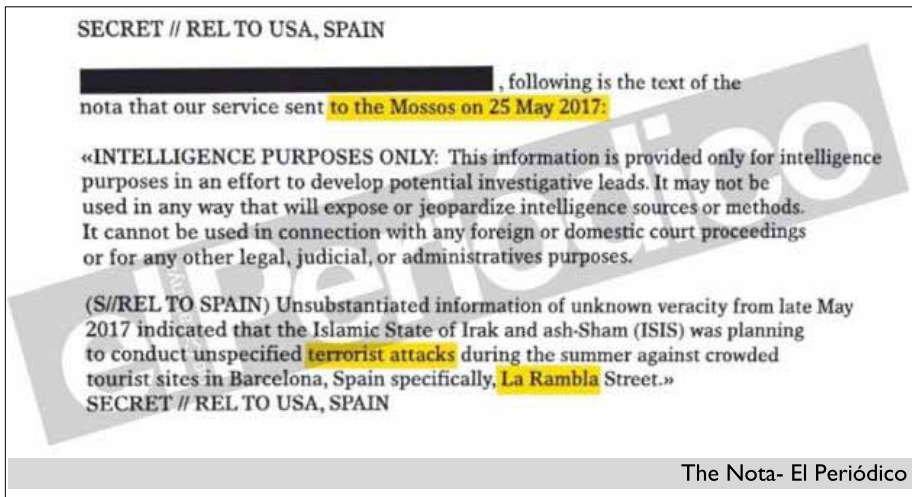 SECRET // REL TO USA, SPAIN
, following is the text of the
nota that our service sent to the Mossos on 25 May 2017:
«INTELLIGENCE PURPOSES ONLY: This information is provided only for intelligence
purposes in an effort to develop potential investigative leads. It may not be
used in any way that will expose or jeopardize intelligence sources or methods.
It cannot be used in connection with any foreign or domestic court proceedings
or for any other legal, judicial, or administratives purposes.
(S//REL TO SPAIN) Unsubstantiated information of unknown veracity from late May
2017 indicated that the Islamic State of Irak and ash-Sham (ISIS) was planning
to conduct unspecified terrorist attacks during the summer against crowded
tourist sites in Barcelona, Spain specifically, La Rambla Street.»
SECRET // REL TO USA, SPAIN
elPeriódico
The Nota- El Periódico